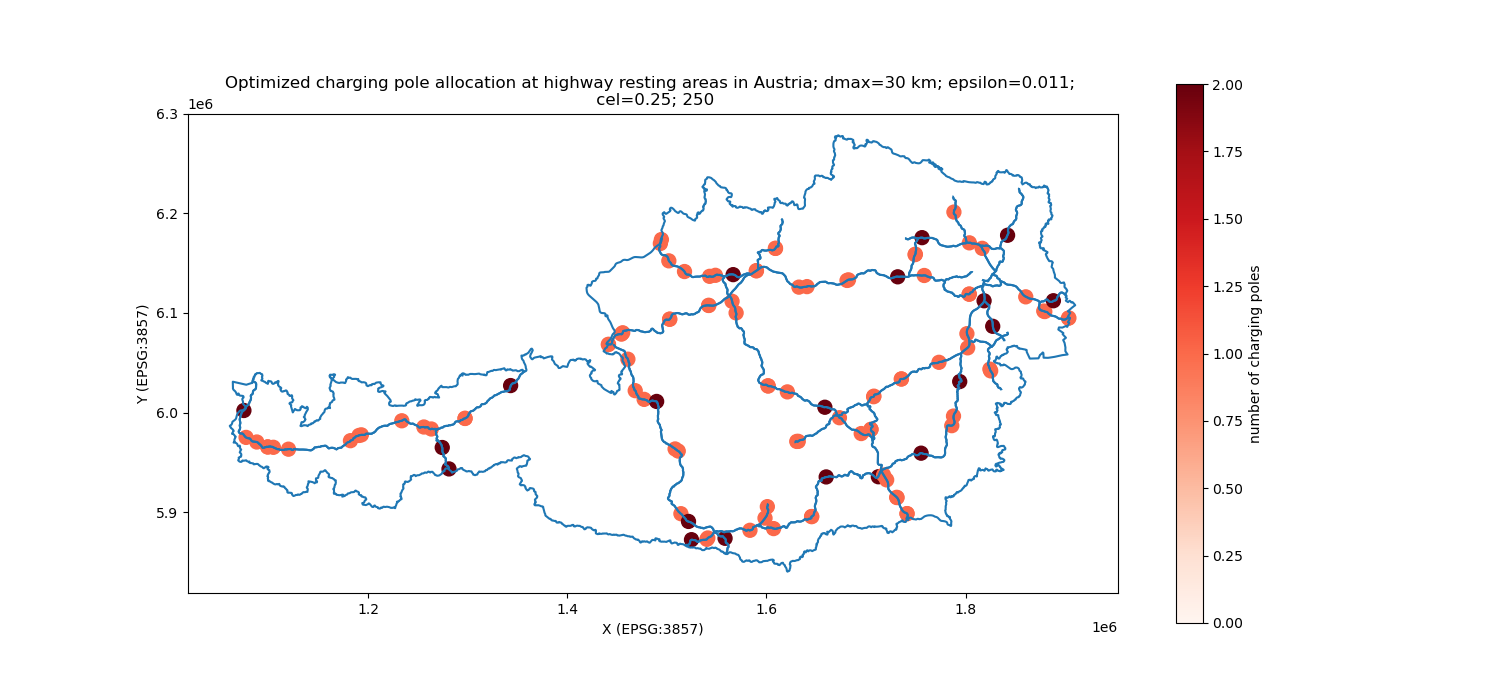 Optimized charging pole allocation at highway resting areas in Austria; dmax=30 km; epsilon=0.011;
cel=0.25; 250
1e6
6.3
6.2
6.1
6.0
5.9
Y (EPSG:3857)
1.2
1.4
1.6
1.8
1e6
X (EPSG:3857)
2.00
1.75
1.50
1.25
1.00
0.75
0.50
0.25
0.00
number of charging poles